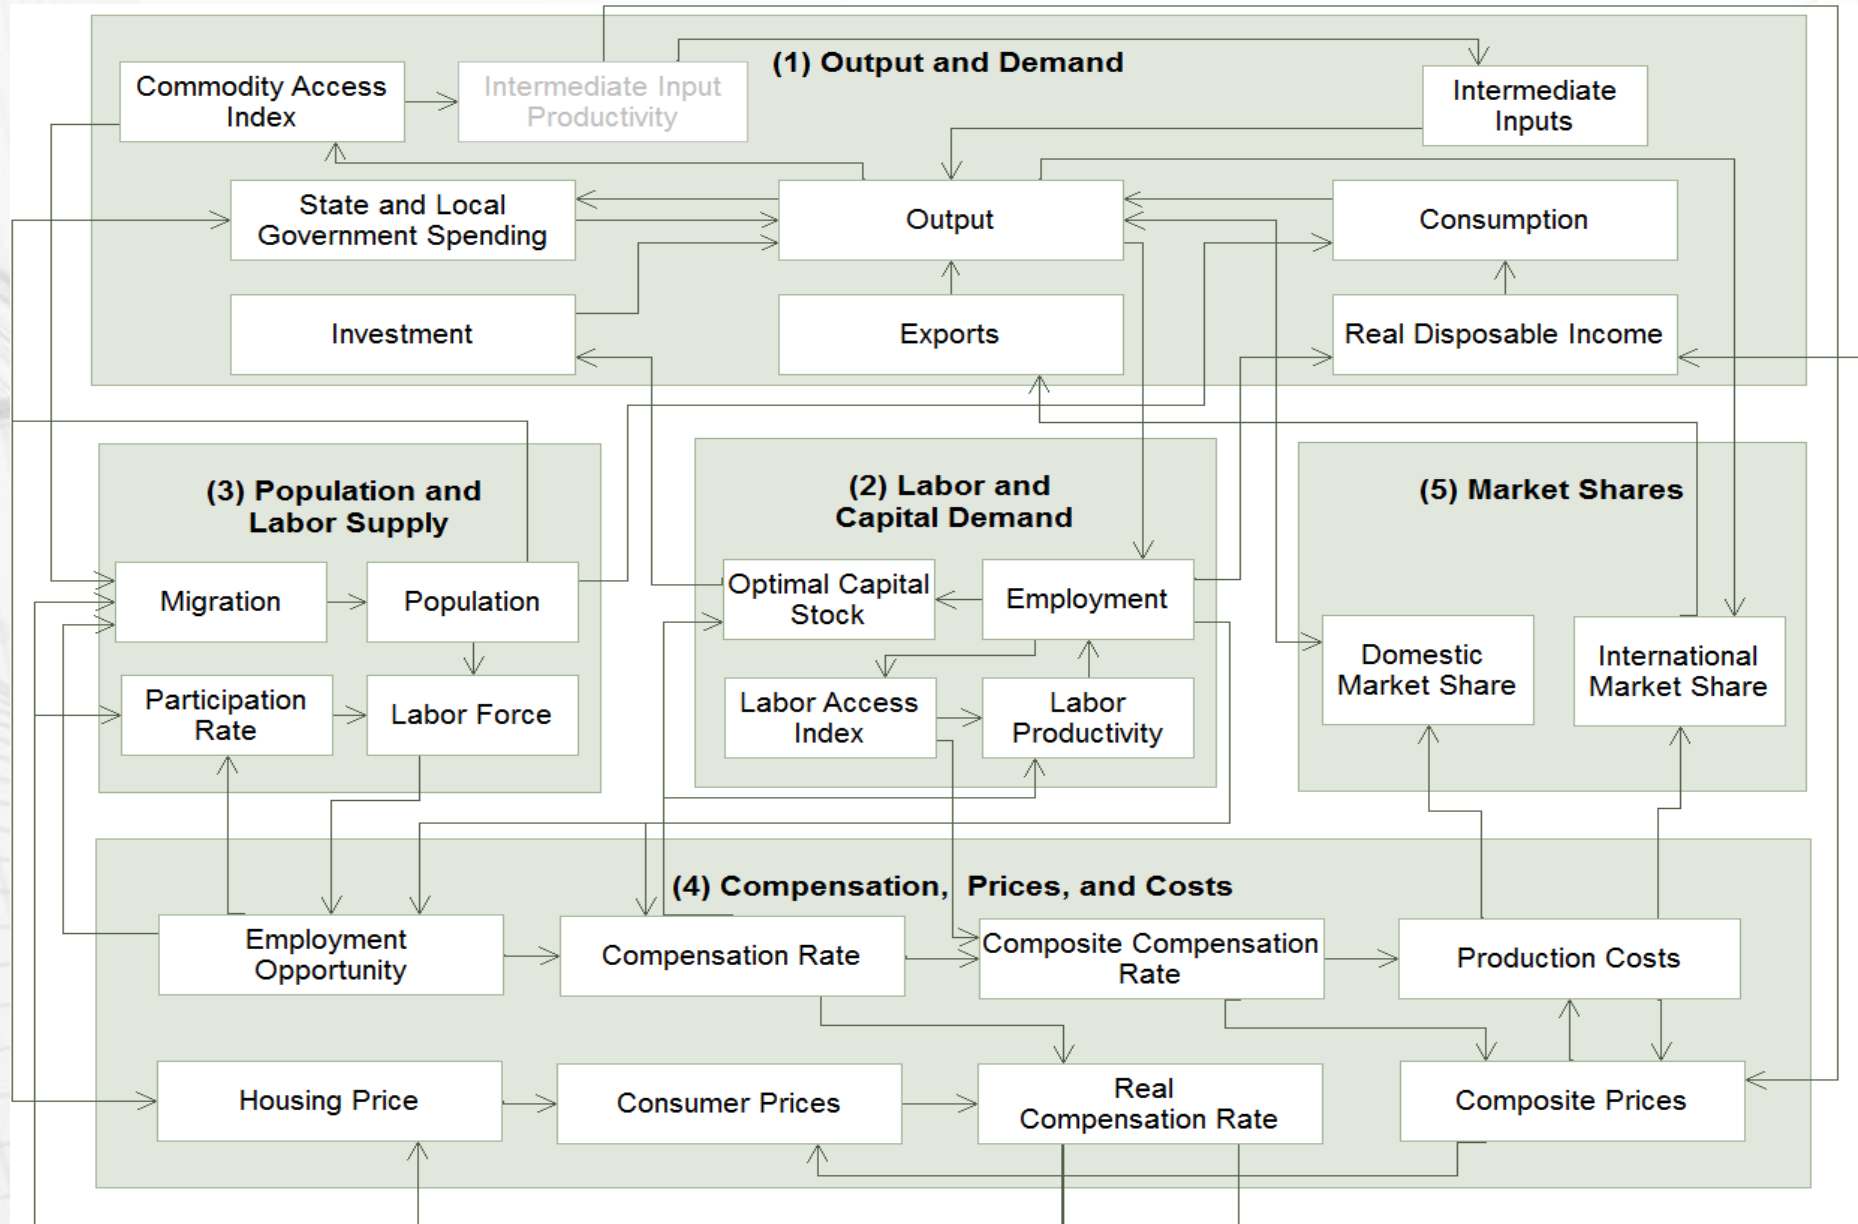 (1) Output and Demand
Commodity Access
Index
Intermediate Input
Productivity
Intermediate
Inputs
State and Local
Government Spending
Output
Consumption
Investment
Exports
Real Disposable Income
(3) Population and
Labor Supply
Migration
Population
Participation
Rate
Labor Force
(2) Labor and
Capital Demand
Optimal Capital
Stock
Employment
Labor Access
Index
Labor
Productivity
(5) Market Shares
Domestic
Market Share
International
Market Share
(4) Compensation,  Prices, and Costs
Employment
Opportunity
Compensation Rate
Composite Compensation
Rate
Production Costs
Housing Price
Consumer Prices
Real
Compensation Rate
Composite Prices